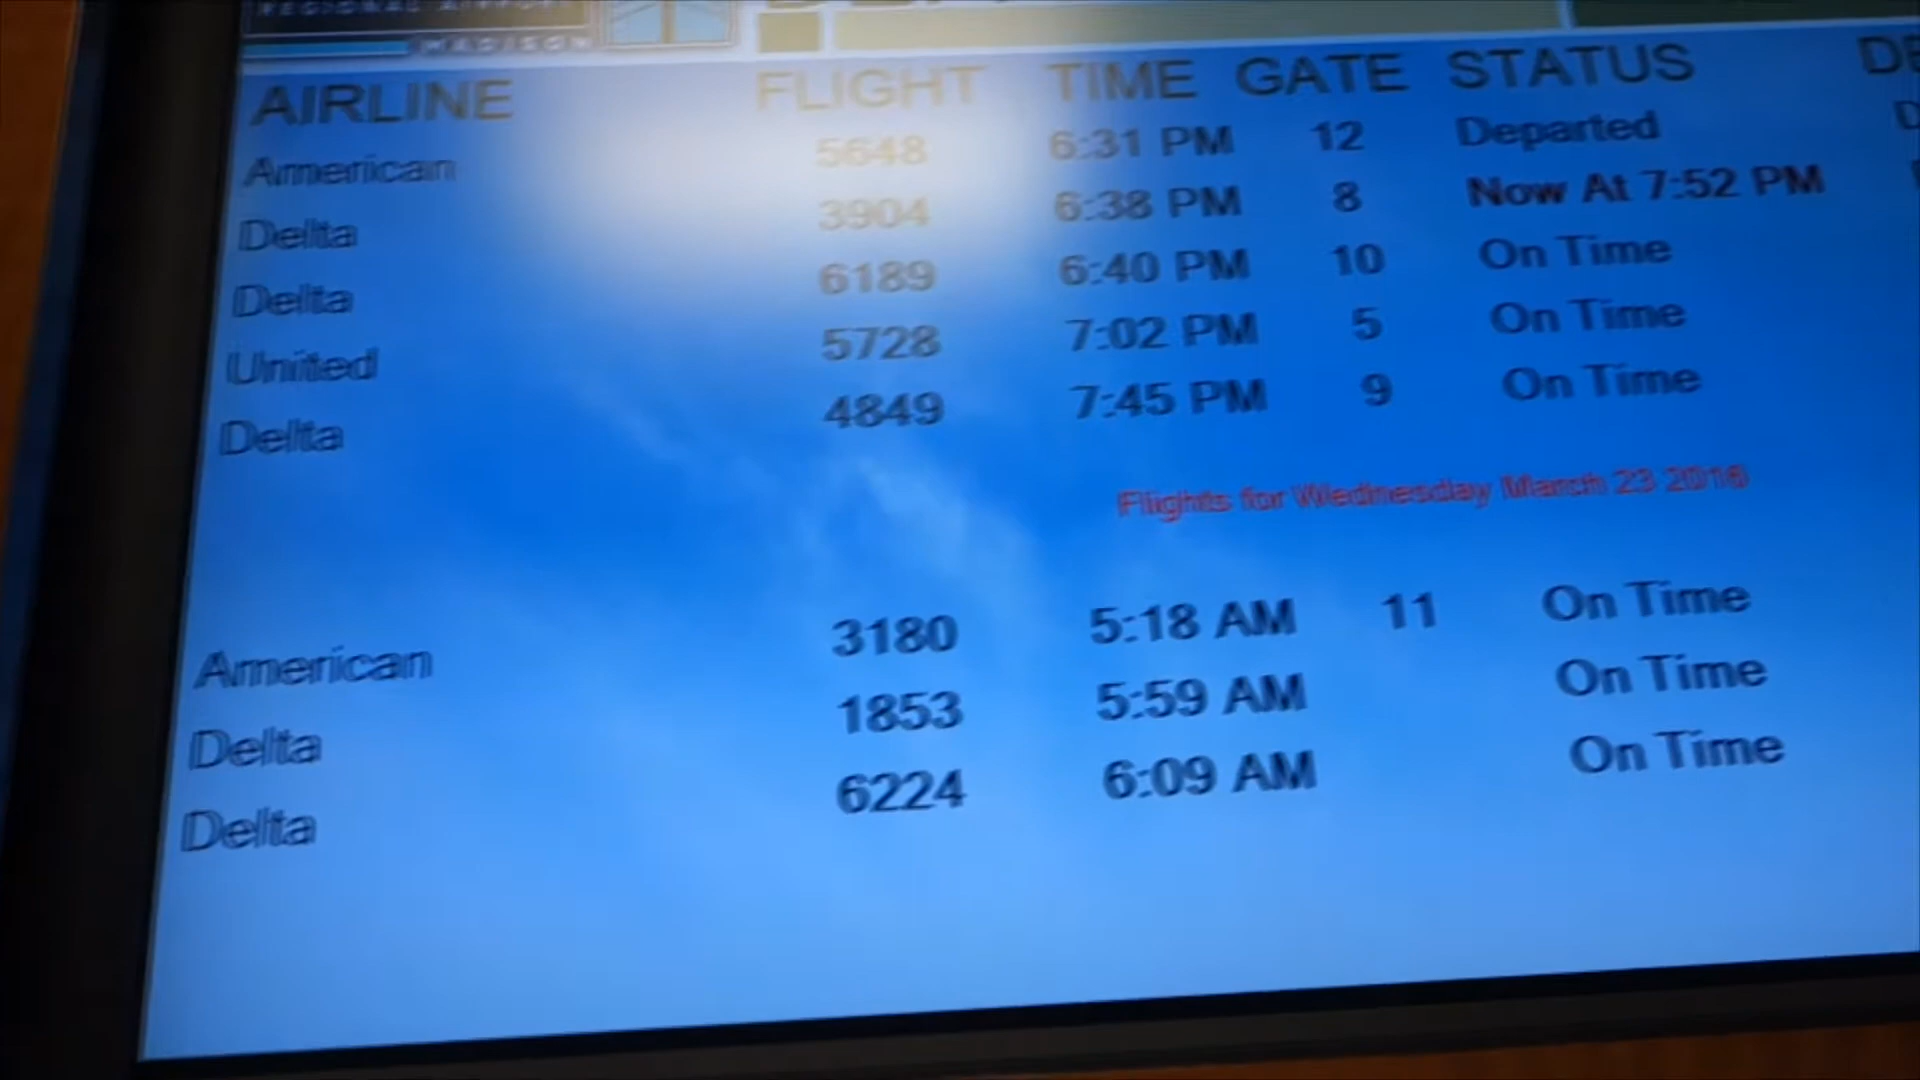 REGIONAL AIRPORT
MADISON
AIRLINE FLIGHT TIME GATE STATUS
American 5648 6:31 PM 12 Departed
Delta 3904 6:38 PM 8 Now At 7:52 PM
Delta 6189 6:40 PM 10 On Time
United 5728 7:02 PM 5 On Time
Delta 4849 7:45 PM 9 On Time
Flights for Wednesday March 23 2016
American 3180 5:18 AM 11 On Time
Delta 1853 5:59 AM On Time
Delta 6224 6:09 AM On Time